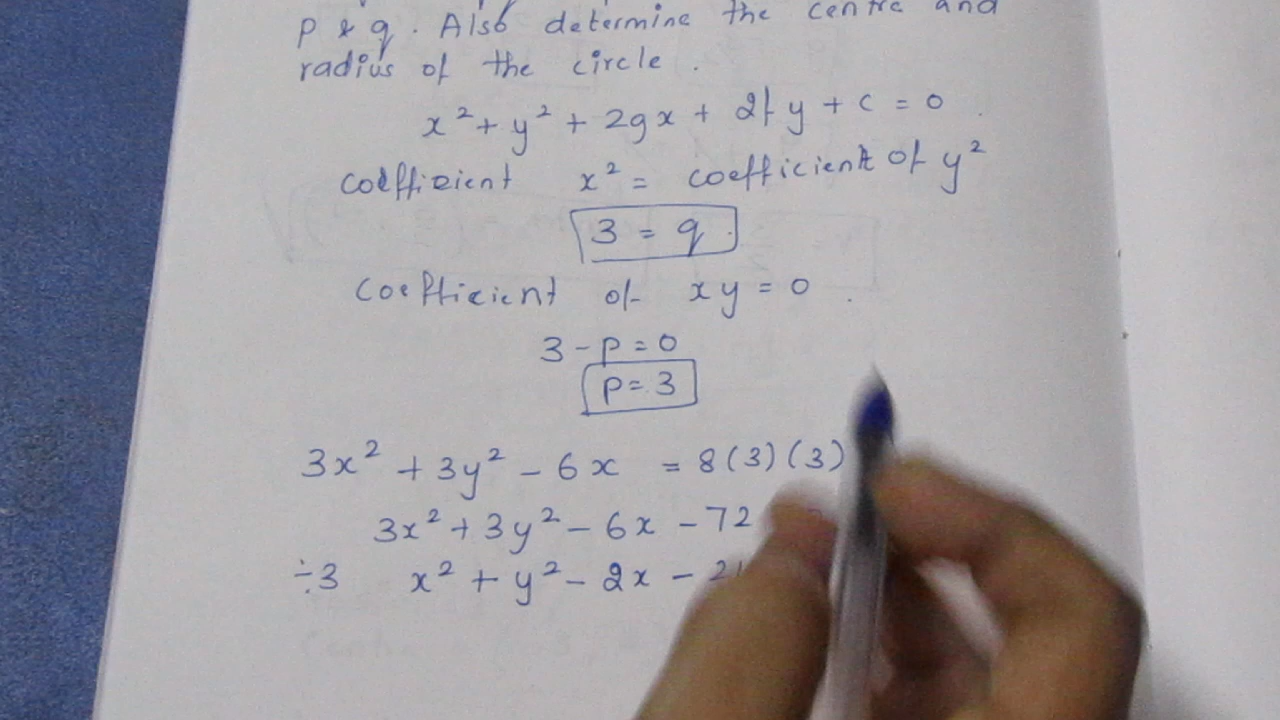 p & q. Also determine the centre and
radius of the circle.
x² + y² + 2gx + 2fy + c = 0.
coefficient x² = coefficient of y²
3 = q.
coefficient of xy = 0.
3 - p = 0
p = 3
3x² + 3y² - 6x = 8(3)(3)
3x² + 3y² - 6x - 72
÷3 x² + y² - 2x -